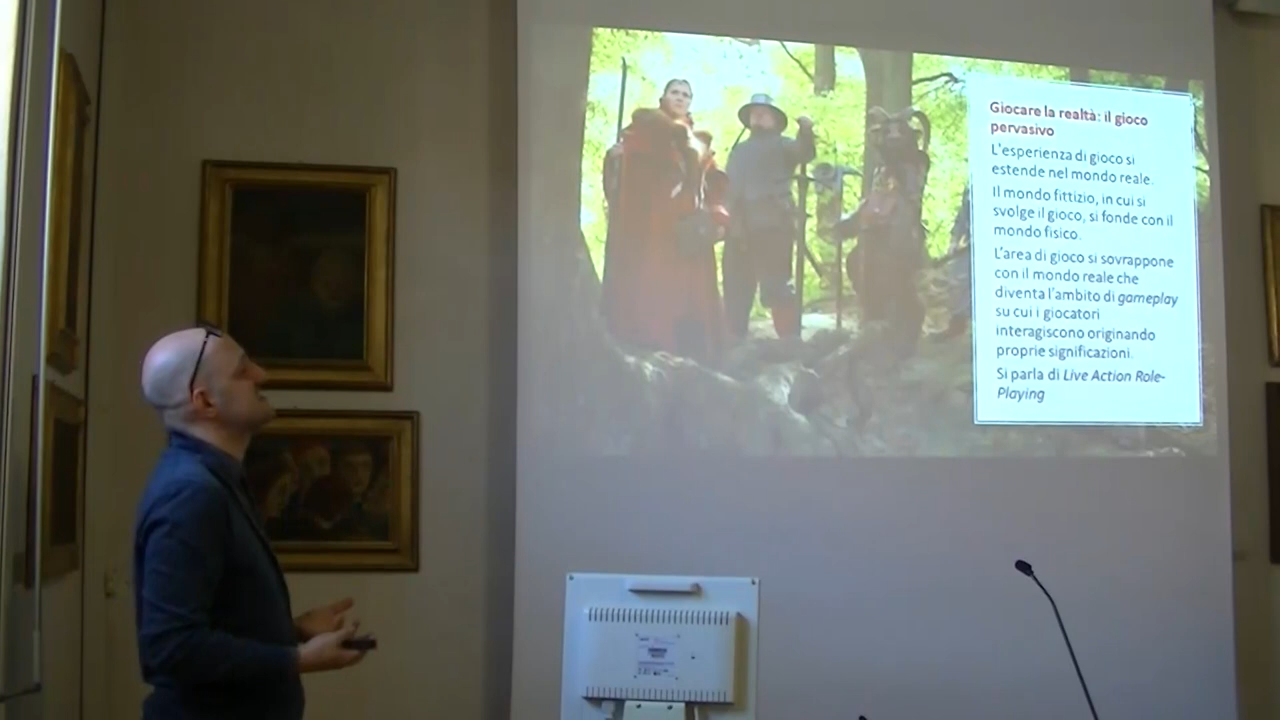 Giocare la realtà: il gioco
pervasivo
L'esperienza di gioco si
estende nel mondo reale.
Il mondo fittizio, in cui si
svolge il gioco, si fonde con il
mondo fisico.
L'area di gioco si sovrappone
con il mondo reale che
diventa l'ambito di gameplay
su cui i giocatori
interagiscono originando
proprie significazioni.
Si parla di Live Action Role-
Playing